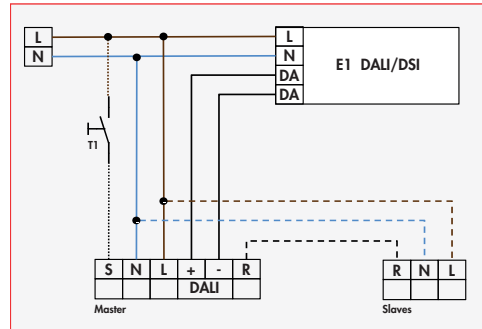 L L
N N
DA
DA
E1 DALI/DSI
T1
S N L + - R
DALI
Master
R N L
Slaves